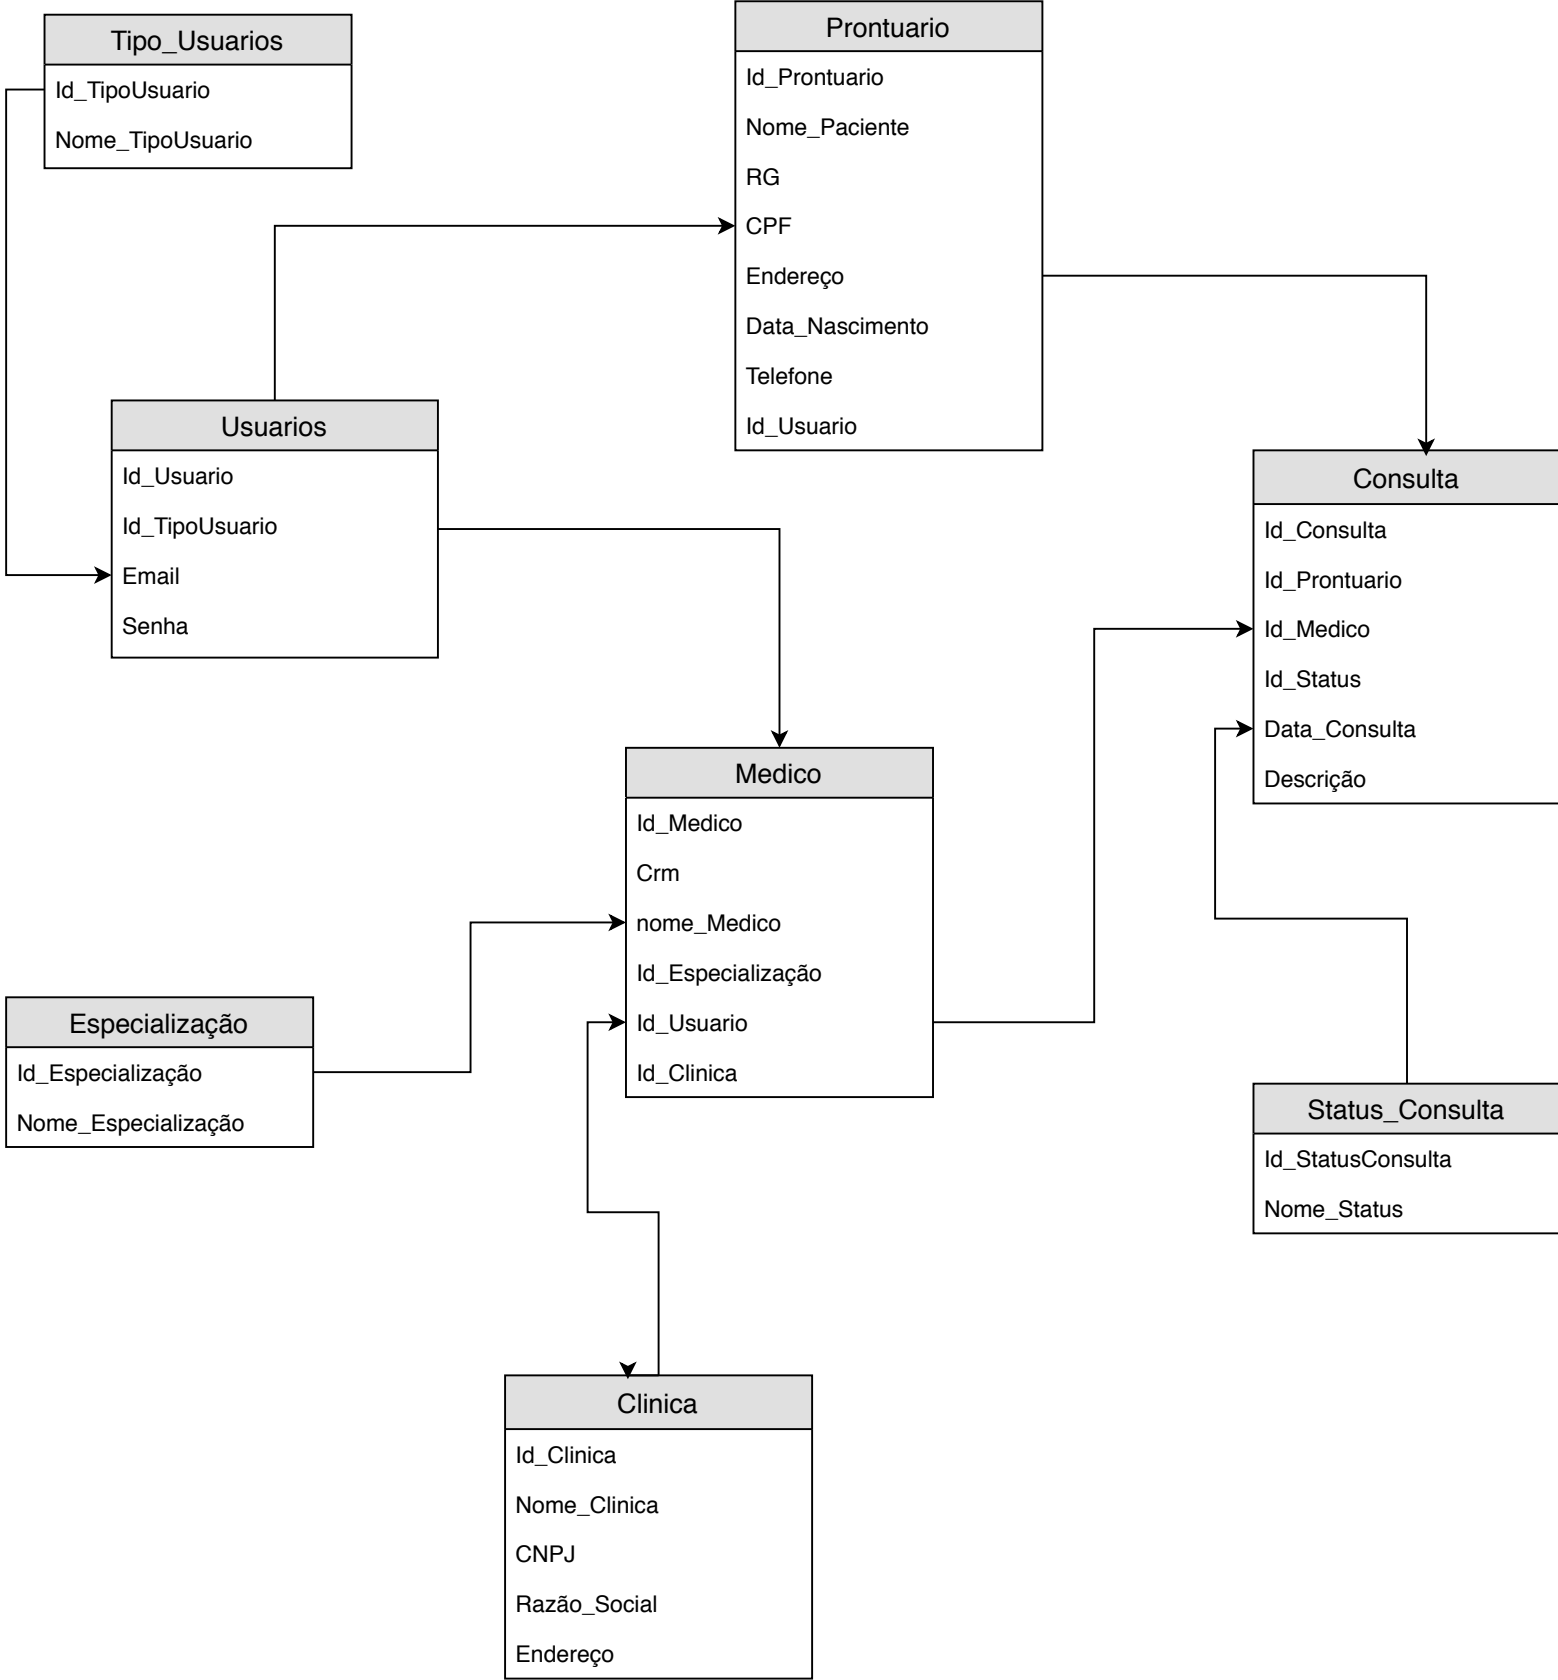 Tipo_Usuarios
Id_TipoUsuario
Nome_TipoUsuario
Prontuario
Id_Prontuario
Nome_Paciente
RG
CPF
Endereço
Data_Nascimento
Telefone
Id_Usuario
Usuarios
Id_Usuario
Id_TipoUsuario
Email
Senha
Consulta
Id_Consulta
Id_Prontuario
Id_Medico
Id_Status
Data_Consulta
Descrição
Medico
Id_Medico
Crm
nome_Medico
Id_Especialização
Id_Usuario
Id_Clinica
Especialização
Id_Especialização
Nome_Especialização
Status_Consulta
Id_StatusConsulta
Nome_Status
Clinica
Id_Clinica
Nome_Clinica
CNPJ
Razão_Social
Endereço